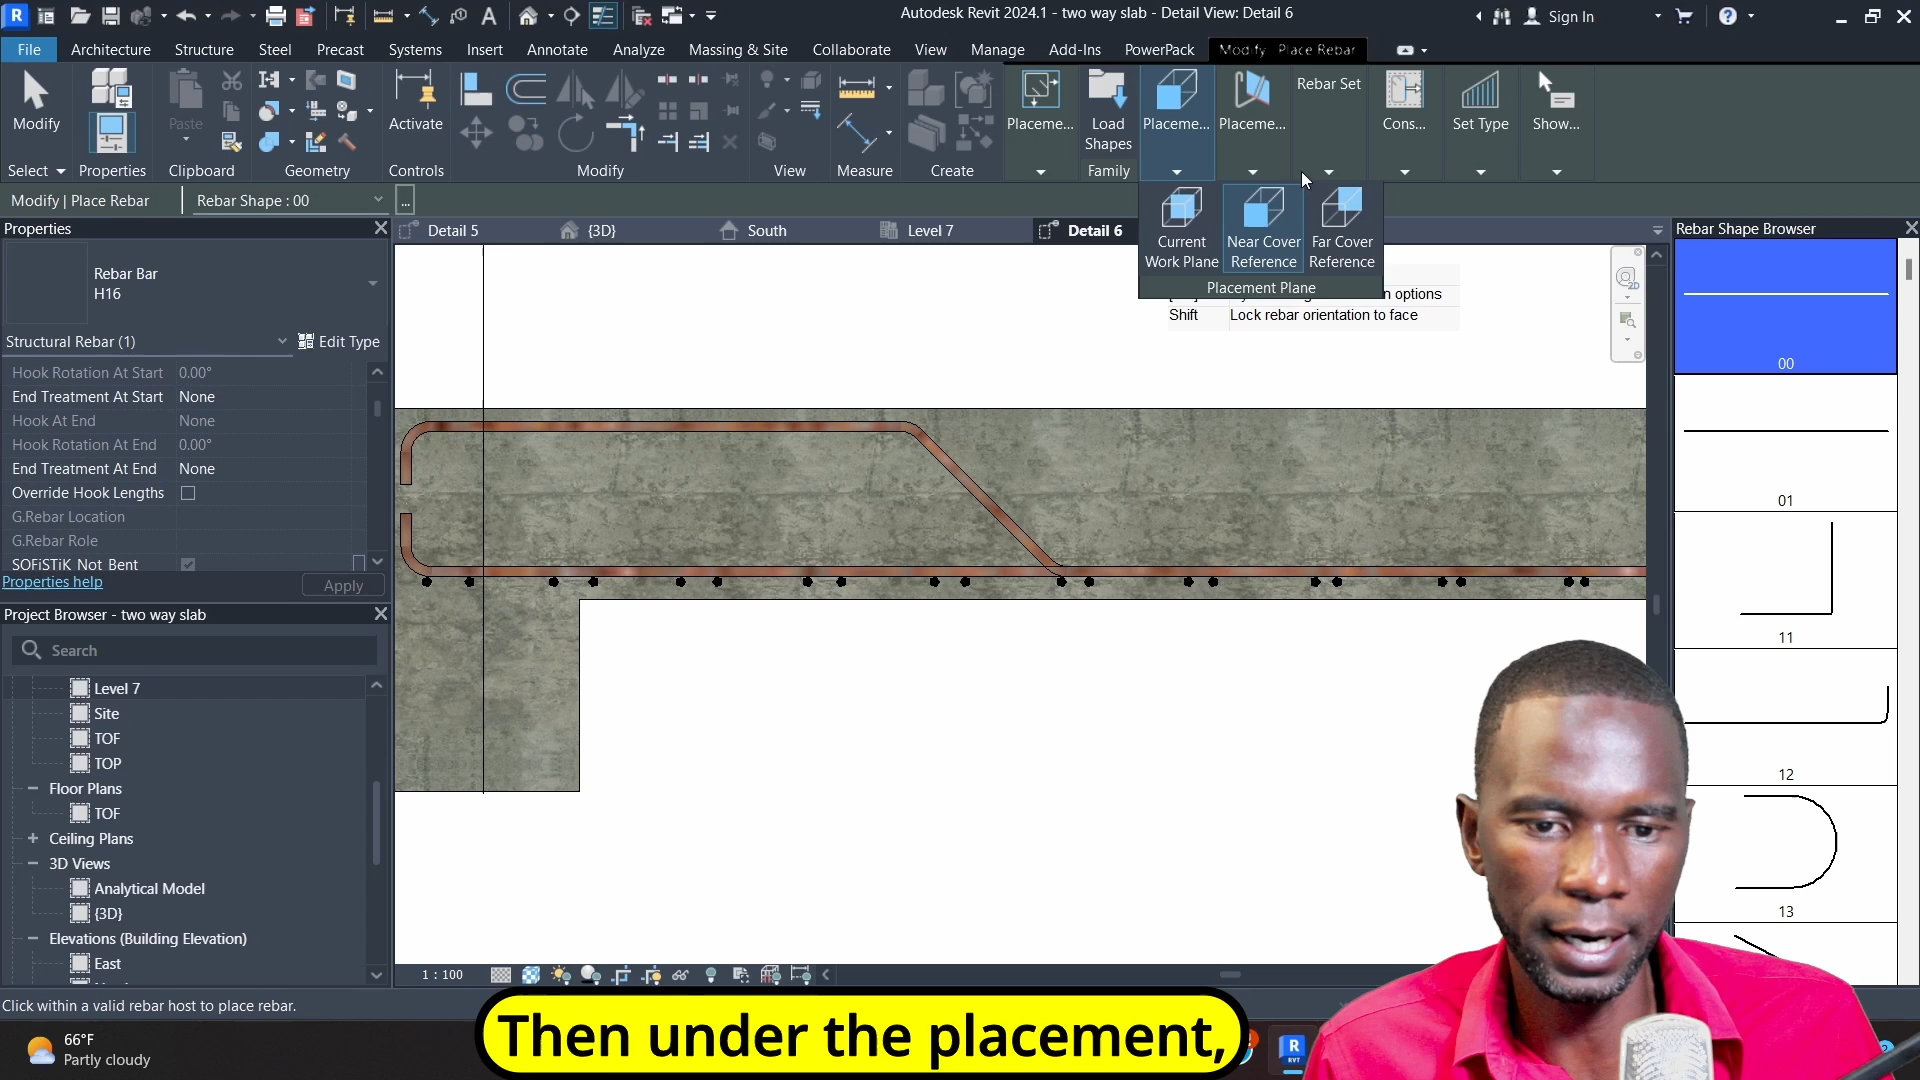 Autodesk Revit 2024.1 - two way slab - Detail View: Detail 6
Sign In
File Architecture Structure Steel Precast Systems Insert Annotate Analyze Massing & Site Collaborate View Manage Add-Ins PowerPack Modify Place Rebar
Modify
Paste
Activate
Placeme...
Load
Shapes
Placeme...
Placeme...
Rebar Set
Cons...
Set Type
Show...
Select Properties Clipboard Geometry Controls Modify View Measure Create Family
Modify | Place Rebar
Rebar Shape : 00
...
Current
Work Plane
Near Cover
Reference
Far Cover
Reference
Placement Plane
Properties
Detail 5 {3D} South Level 7 Detail 6
Rebar Shape Browser
Rebar Bar
H16
n options
Shift Lock rebar orientation to face
2D
Structural Rebar (1)
Edit Type
Hook Rotation At Start 0.00°
End Treatment At Start None
Hook At End None
Hook Rotation At End 0.00°
End Treatment At End None
Override Hook Lengths
G.Rebar Location
G.Rebar Role
SOFiSTiK Not Bent
Properties help
Apply
00
01
11
12
13
Project Browser - two way slab
Search
Level 7
Site
TOF
TOP
Floor Plans
TOF
Ceiling Plans
3D Views
Analytical Model
{3D}
Elevations (Building Elevation)
East
1 : 100
Click within a valid rebar host to place rebar.
66°F
Partly cloudy
Then under the placement,
R
RVT